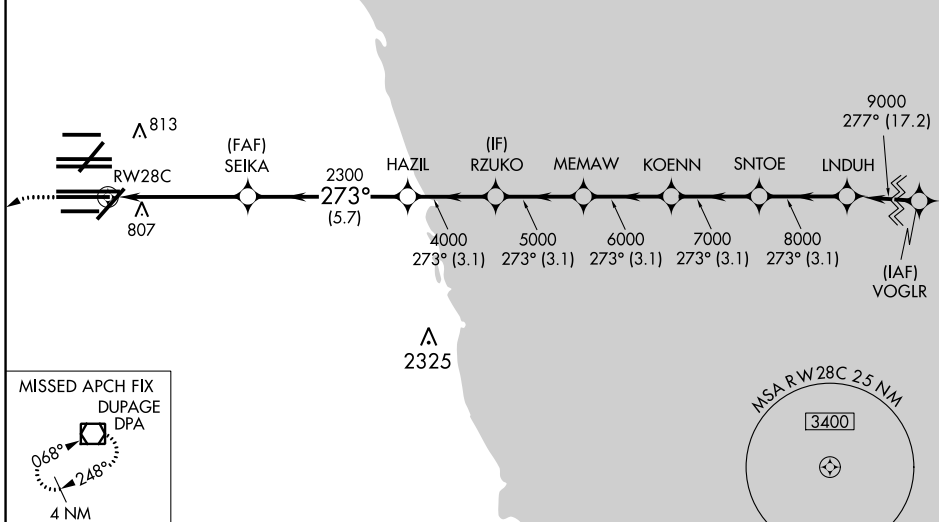 813
RW28C
807
(FAF)
SEIKA
2300
273°
(5.7)
HAZIL
4000
273° (3.1)
(IF)
RZUKO
5000
273° (3.1)
MEMAW
6000
273° (3.1)
KOENN
7000
273° (3.1)
SNTOE
8000
273° (3.1)
LNDUH
9000
277° (17.2)
(IAF)
VOGLR
2325
MISSED APCH FIX
DUPAGE
DPA
068°
248°
4 NM
MSA RW28C 25 NM
3400